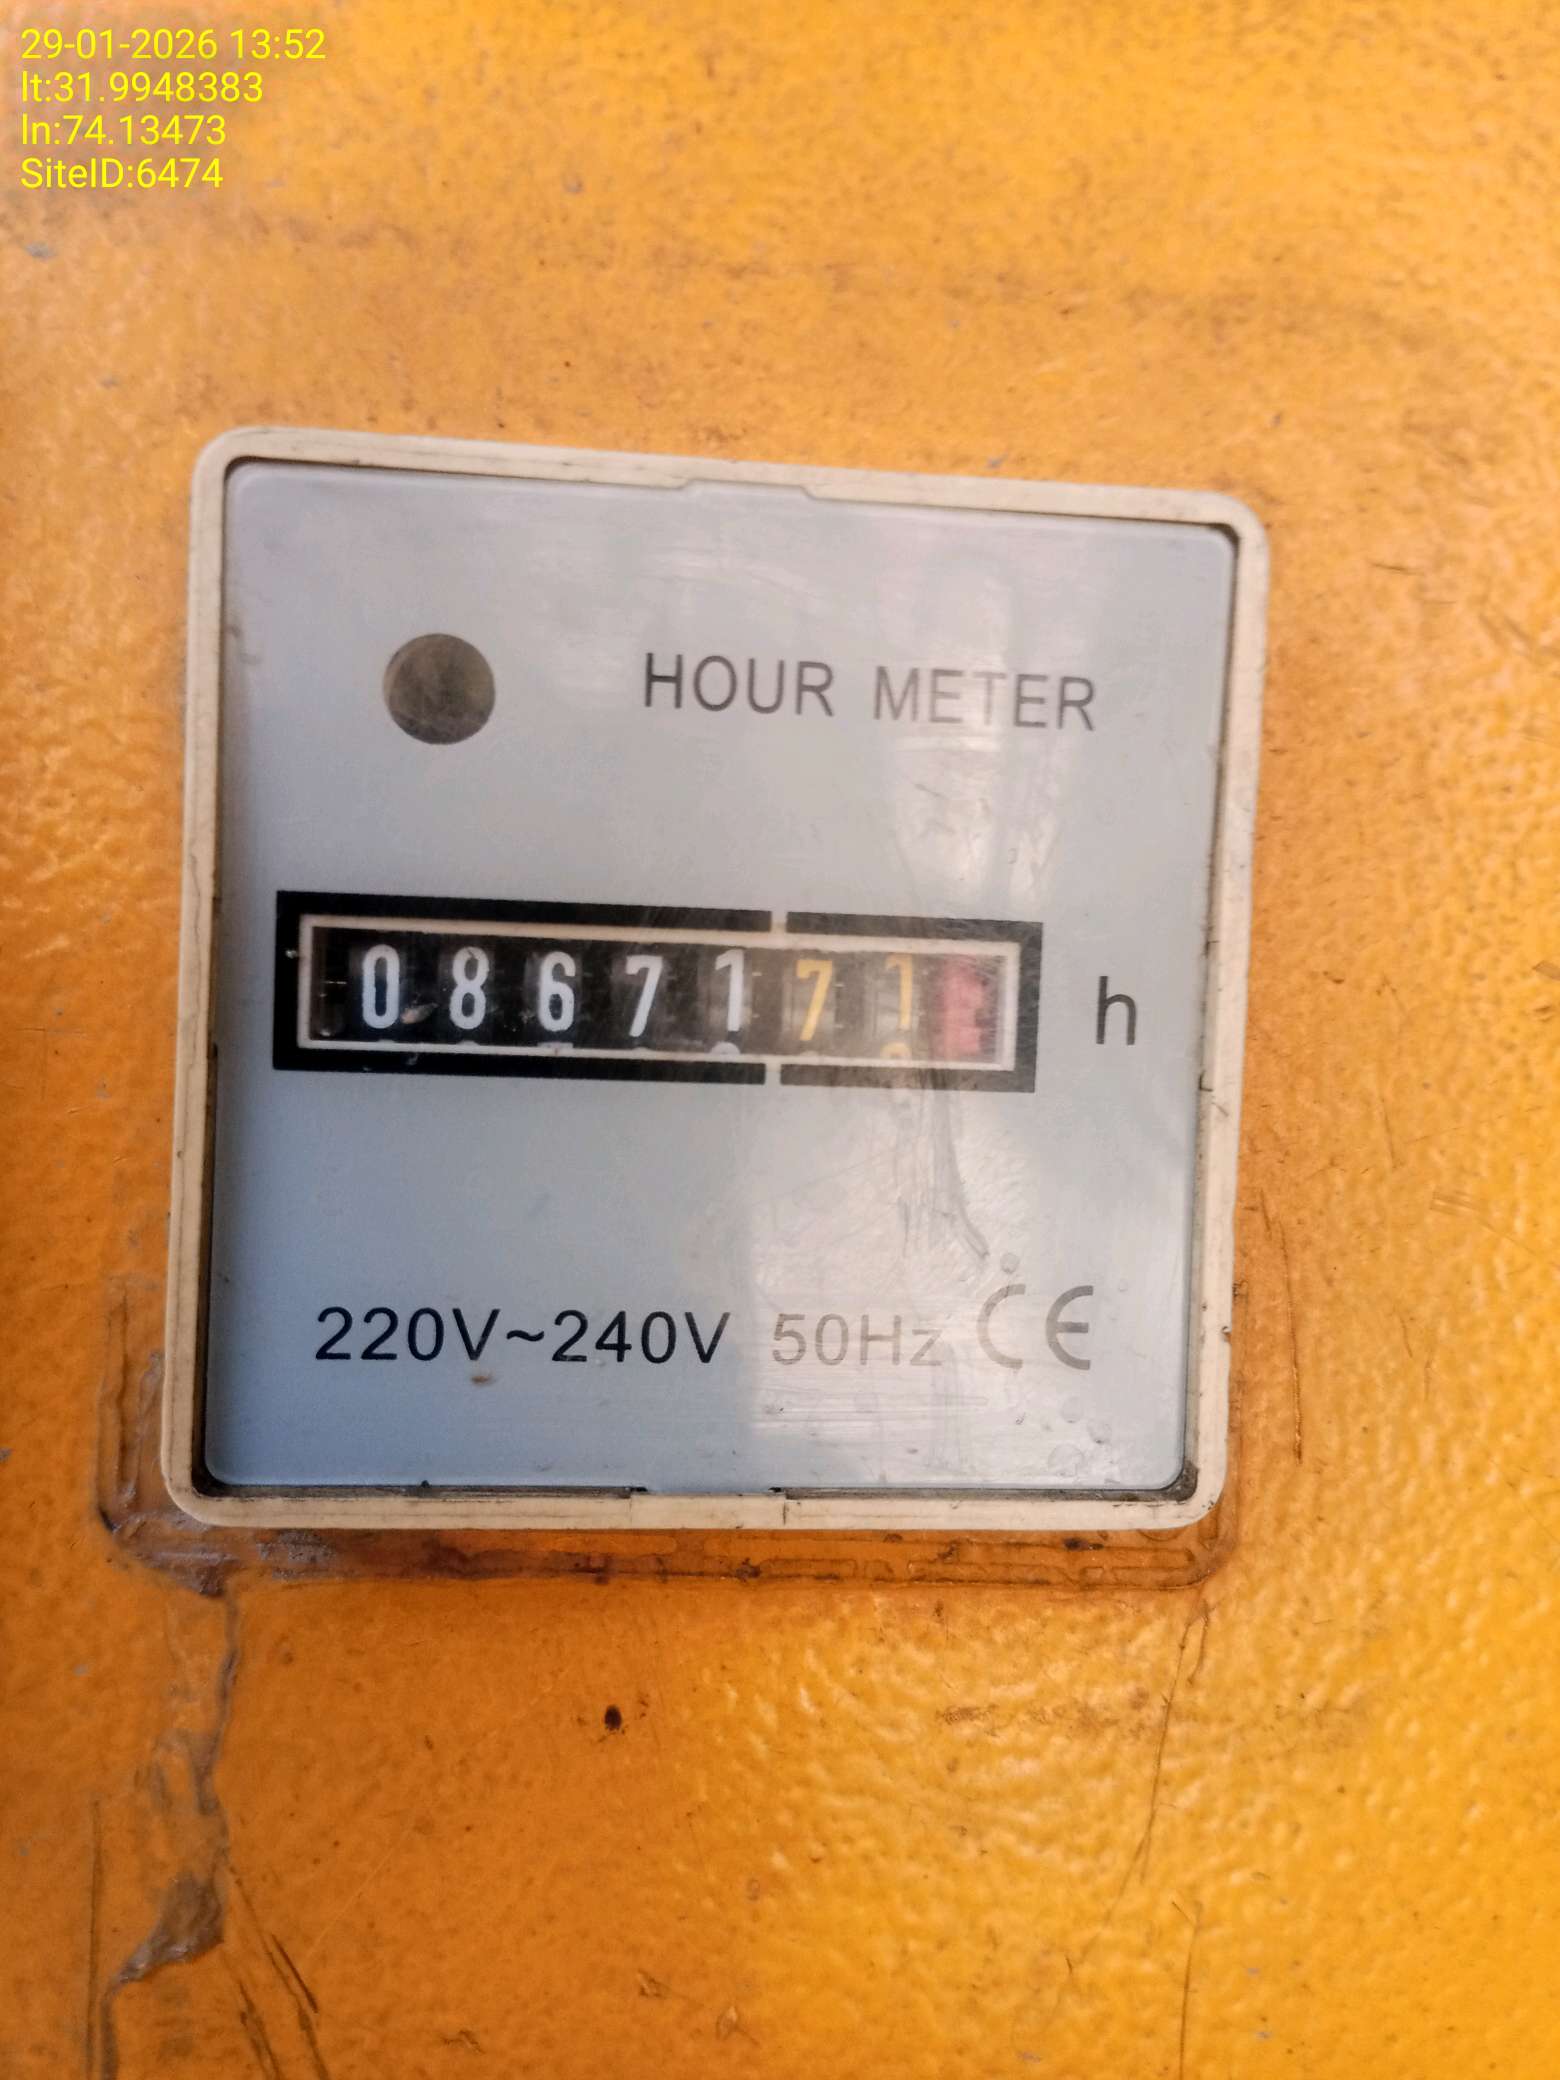 29-01-2026 13:52
lt:31.9948383
ln:74.13473
SiteID:6474
HOUR METER
0867171 h
220V~240V 50Hz CE